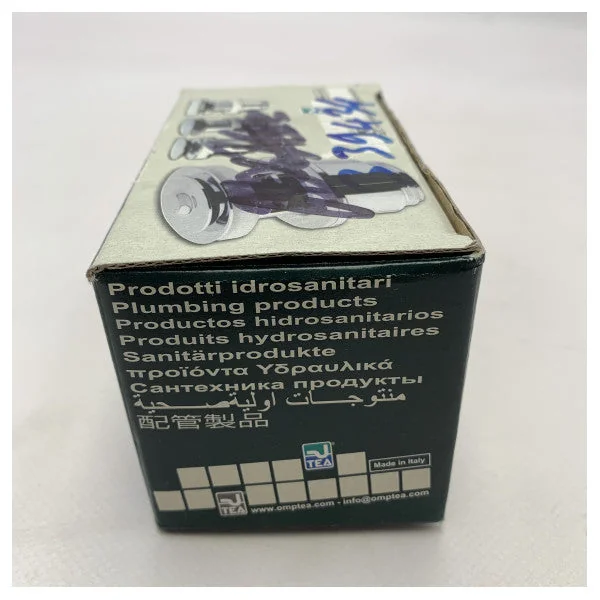 39434
Prodotti idrosanitari
Plumbing products
Productos hidrosanitarios
Produits hydrosanitaires
Sanitärprodukte
προϊόντα Υδραυλικά
Сантехника продукты
منتوجات اولية صحية
配管製品
TEA
Made in Italy
TEA www.omptea.com - info@omptea.com